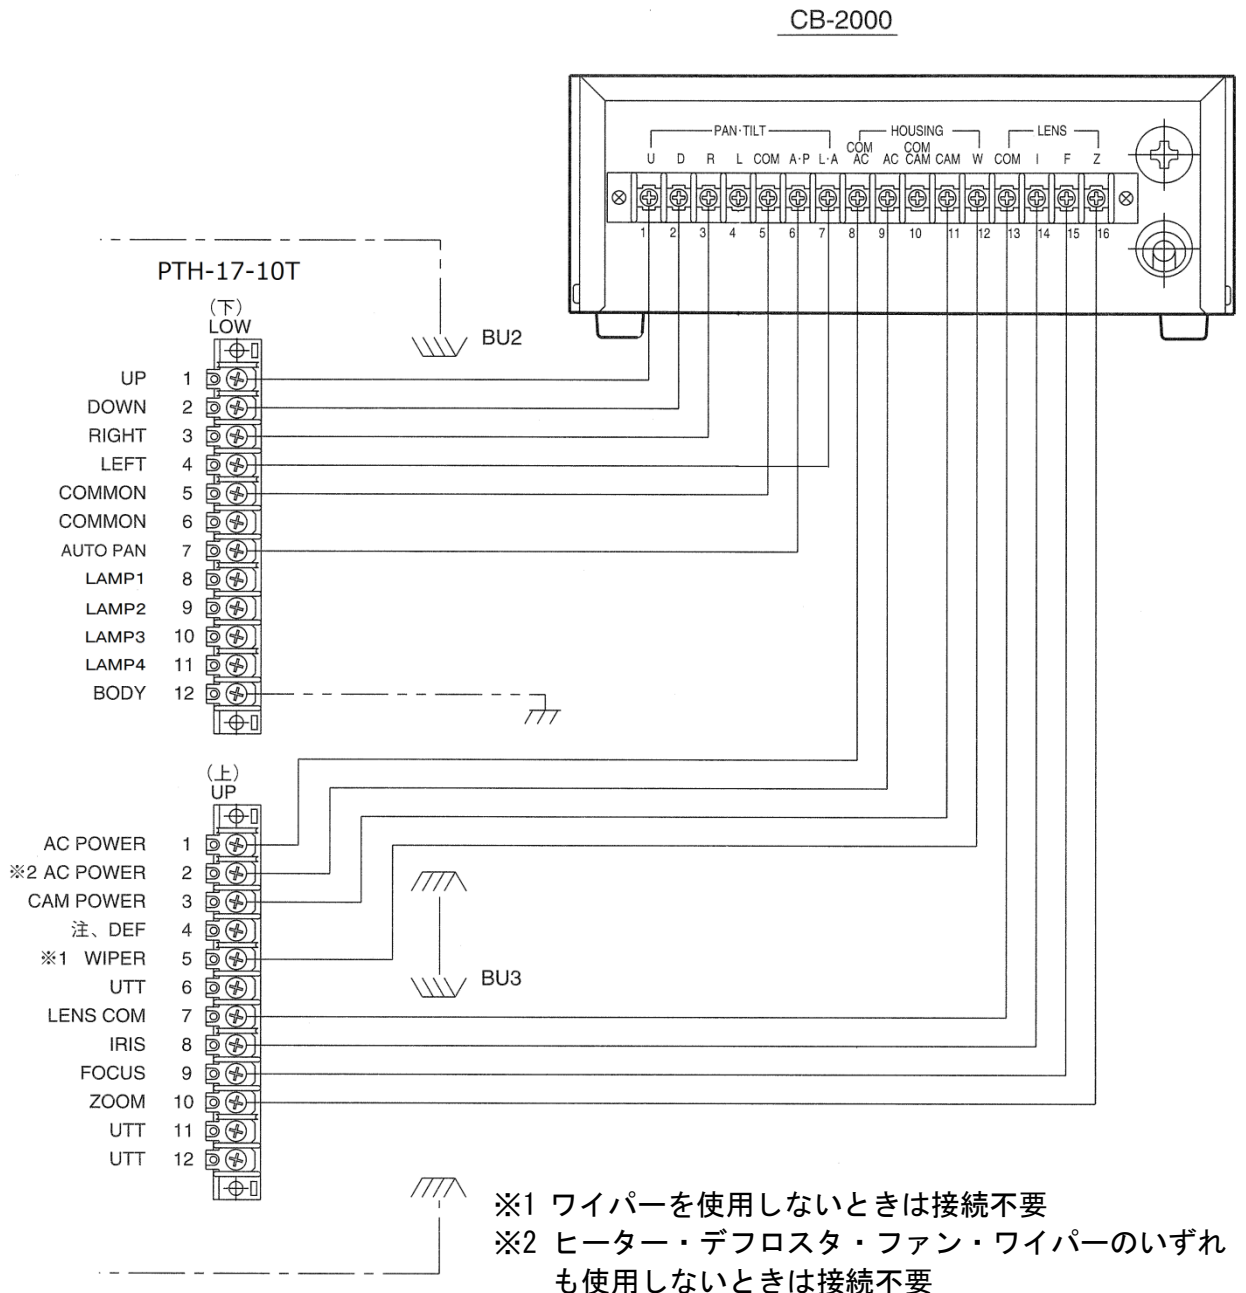 CB-2000
PAN·TILT HOUSING LENS
COM COM
U D R L COM A·P L·A AC AC CAM CAM W COM I F Z
1 2 3 4 5 6 7 8 9 10 11 12 13 14 15 16
PTH-17-10T
(下)
LOW
BU2
UP 1
DOWN 2
RIGHT 3
LEFT 4
COMMON 5
COMMON 6
AUTO PAN 7
LAMP1 8
LAMP2 9
LAMP3 10
LAMP4 11
BODY 12
(上)
UP
AC POWER 1
※2 AC POWER 2
CAM POWER 3
注、DEF 4
※1 WIPER 5
BU3
UTT 6
LENS COM 7
IRIS 8
FOCUS 9
ZOOM 10
UTT 11
UTT 12
※1 ワイパーを使用しないときは接続不要
※2 ヒーター・デフロスタ・ファン・ワイパーのいずれ
も使用しないときは接続不要